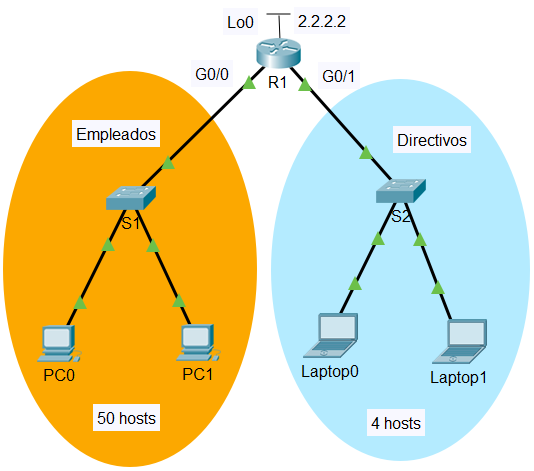 Lo0
2.2.2.2
G0/0
G0/1
R1
Empleados
Directivos
S1
S2
PC0
PC1
Laptop0
Laptop1
50 hosts
4 hosts